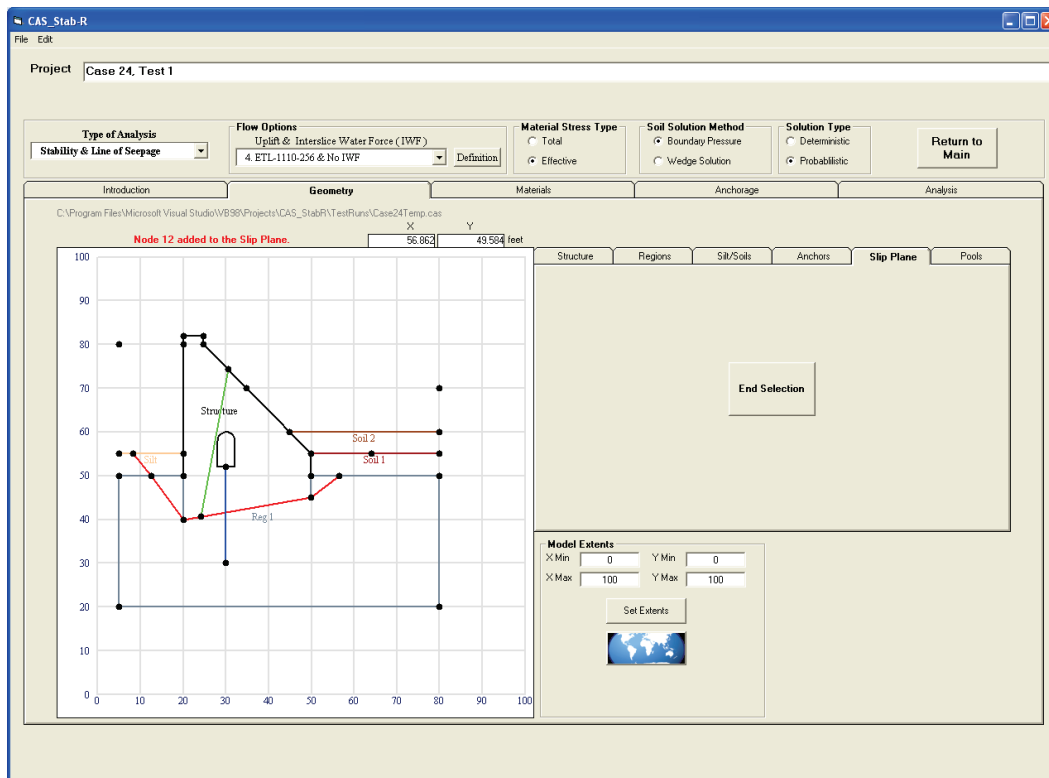 CAS_Stab-R
File Edit
Project Case 24, Test 1
Type of Analysis
Stability & Line of Seepage
Flow Options
Uplift & Interslice Water Force ( IWF )
4. ETL-1110-256 & No IWF
Definition
Material Stress Type
Total
Effective
Soil Solution Method
Boundary Pressure
Wedge Solution
Solution Type
Deterministic
Probablilistic
Return to
Main
Introduction Geometry Materials Anchorage Analysis
C:\Program Files\Microsoft Visual Studio\VB98\Projects\CAS_StabR\TestRuns\Case24Temp.cas
X Y
Node 12 added to the Slip Plane. 56.862 49.584 feet
Structure Regions Silt/Soils Anchors Slip Plane Pools
100
90
80
70
60
50
40
30
20
10
0
0 10 20 30 40 50 60 70 80 90 100
Structure
Soil 2
Silt
Soil 1
Reg 1
End Selection
Model Extents
X Min 0 Y Min 0
X Max 100 Y Max 100
Set Extents